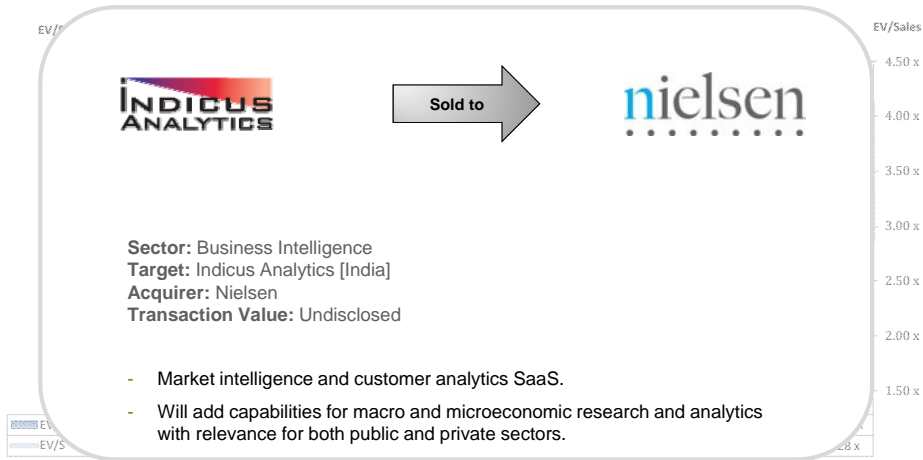 EV/Sales
INDICUS
ANALYTICS
Sold to
nielsen
4.50 x
4.00 x
3.50 x
3.00 x
Sector: Business Intelligence
Target: Indicus Analytics [India]
Acquirer: Nielsen
Transaction Value: Undisclosed
2.50 x
2.00 x
- Market intelligence and customer analytics SaaS.
1.50 x
- Will add capabilities for macro and microeconomic research and analytics
with relevance for both public and private sectors.